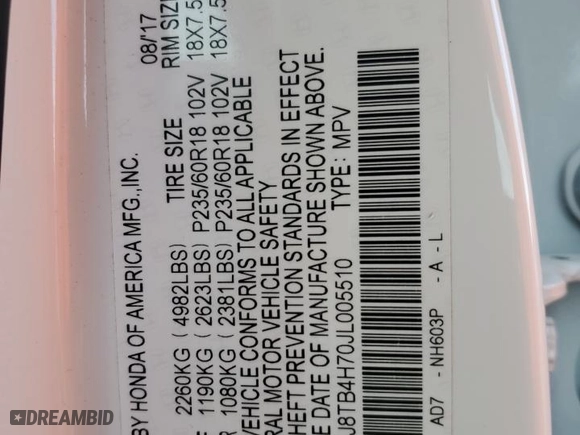 BY HONDA OF AMERICA MFG.,INC. 08/'17
TIRE SIZE RIM SIZE
2260KG (4982LBS)
1190KG (2623LBS) P235/60R18 102V 18X7.5
1080KG (2381LBS) P235/60R18 102V 18X7.5
VEHICLE CONFORMS TO ALL APPLICABLE
RAL MOTOR VEHICLE SAFETY
HEFT PREVENTION STANDARDS IN EFFECT
E DATE OF MANUFACTURE SHOWN ABOVE.
J8TB4H70JL005510 TYPE: MPV
AD7 - NH603P - A - L
DREAMBID